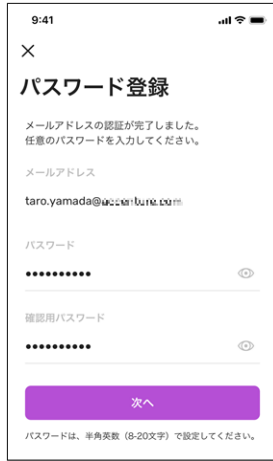 9:41
パスワード登録
メールアドレスの認証が完了しました。
任意のパスワードを入力してください。
メールアドレス
taro.yamada@
パスワード
••••••••••
確認用パスワード
••••••••••
次へ
パスワードは、半角英数（8-20文字）で設定してください。